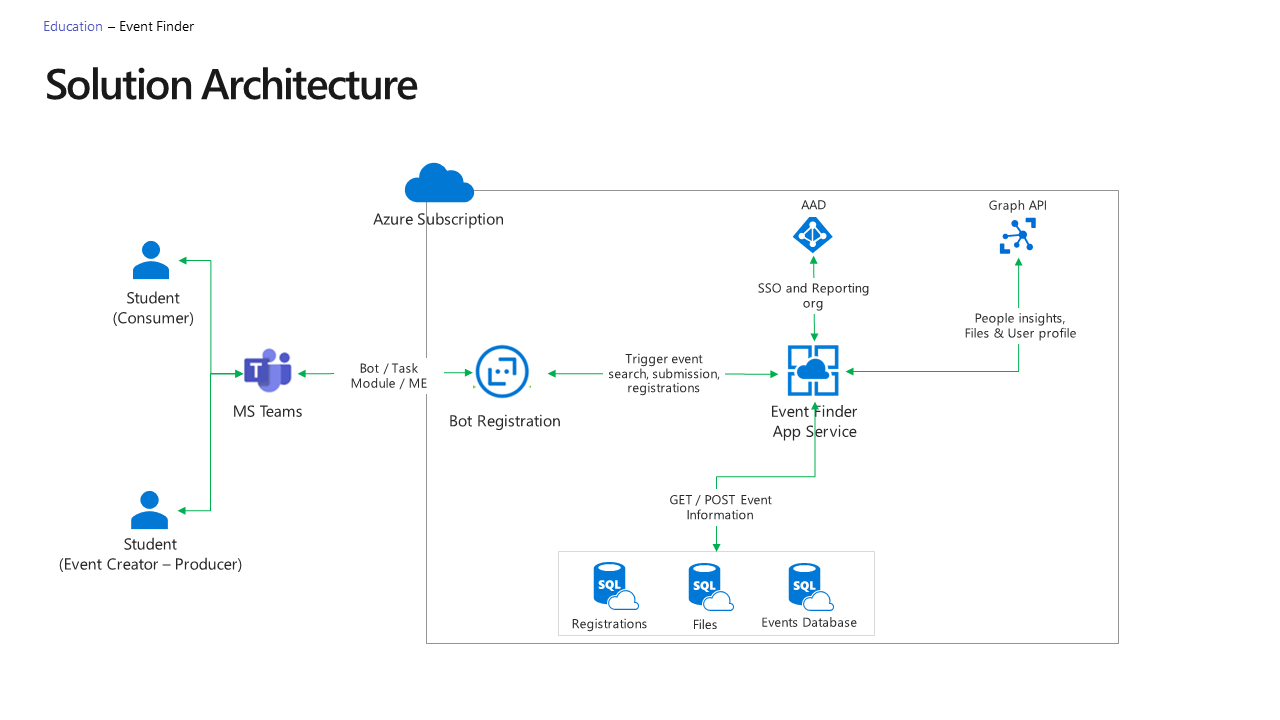 Education – Event Finder
Solution Architecture
Azure Subscription
AAD
Graph API
SSO and Reporting
org
Student
(Consumer)
People insights,
Files & User profile
T
MS Teams
Bot / Task
Module / ME
Bot Registration
Trigger event
search, submission,
registrations
Event Finder
App Service
GET / POST Event
Information
Student
(Event Creator – Producer)
SQL
Registrations
SQL
Files
SQL
Events Database